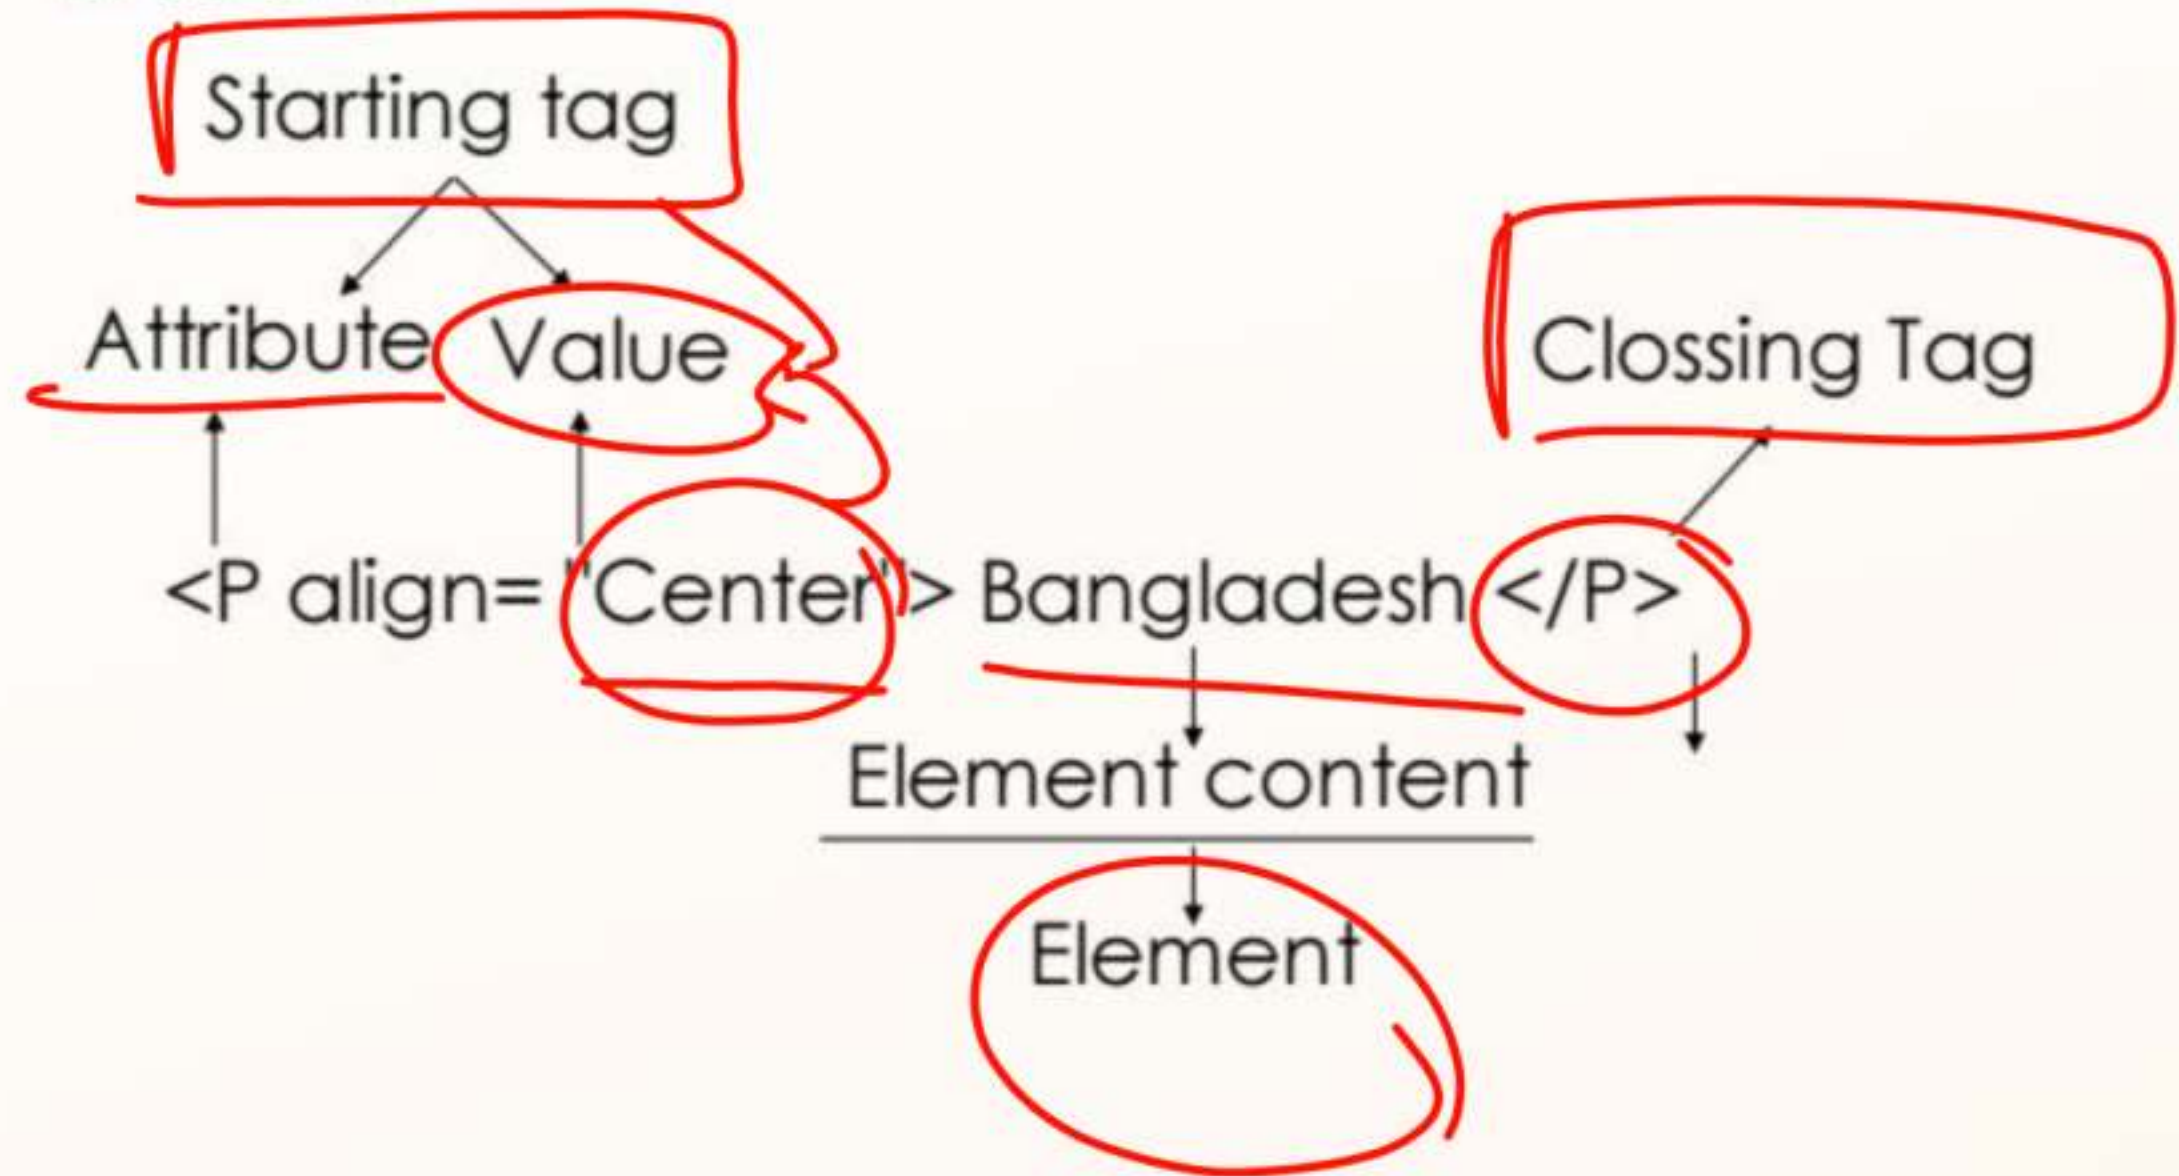 Starting tag
Attribute Value
Clossing Tag
<P align= "Center"> Bangladesh </P>
Element content
Element